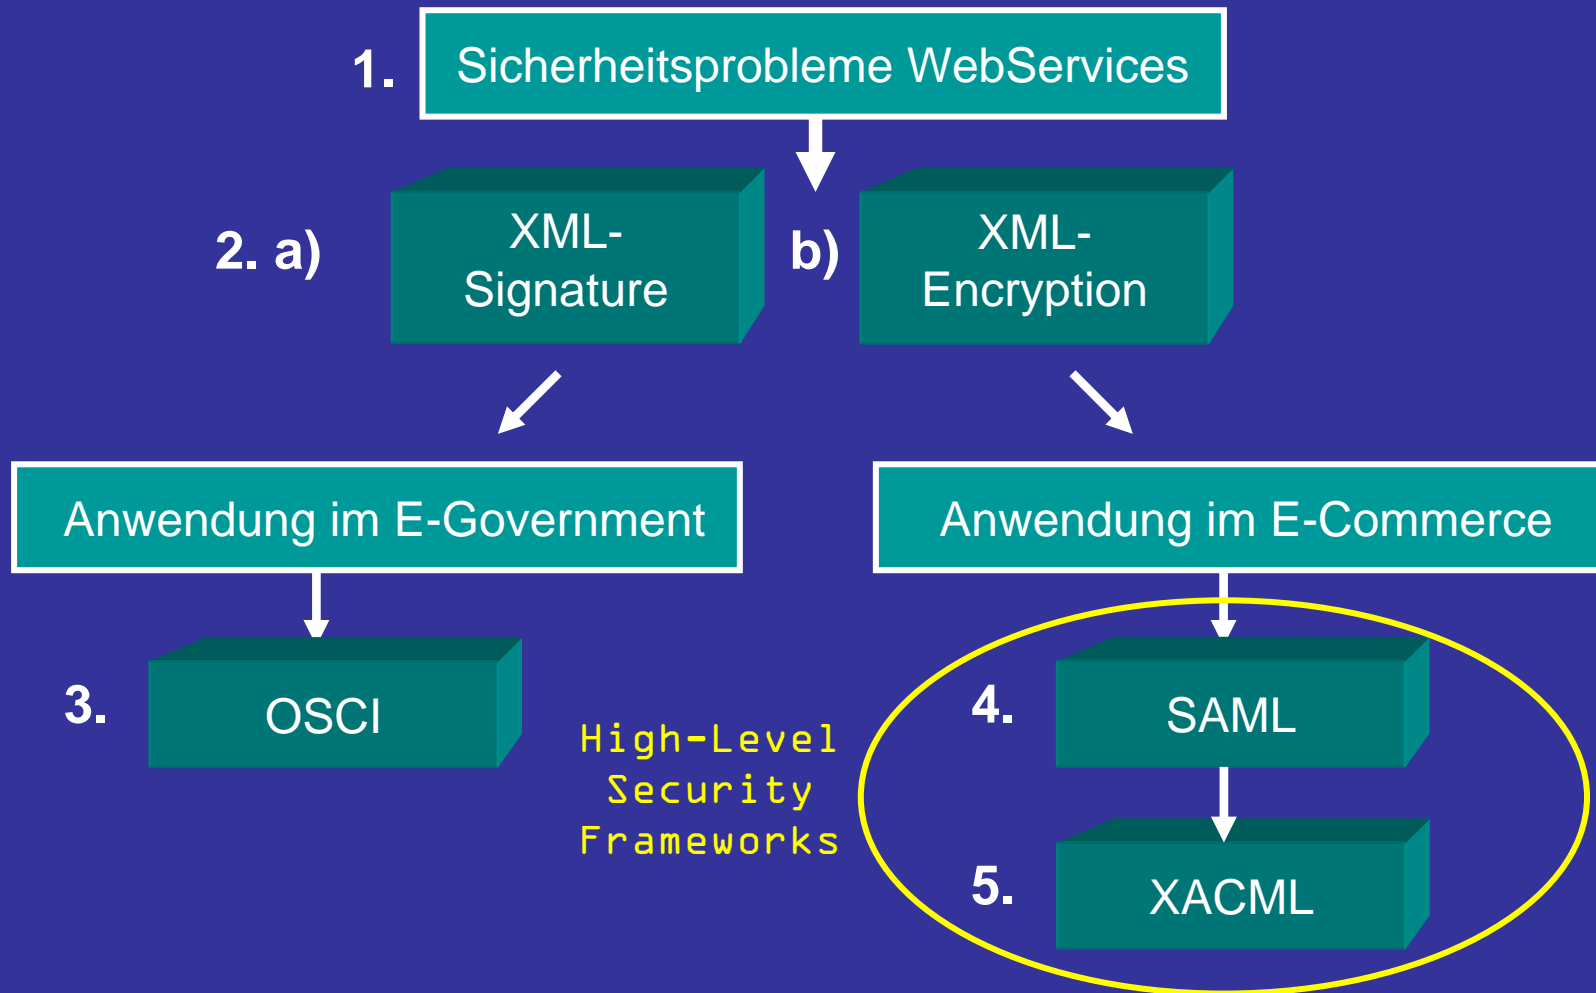 1. Sicherheitsprobleme WebServices
2. a) XML-
Signature
b) XML-
Encryption
Anwendung im E-Government
Anwendung im E-Commerce
3. OSCI
High-Level
Security
Frameworks
4. SAML
5. XACML